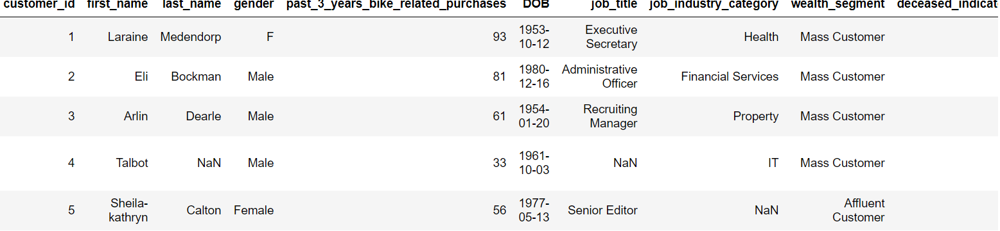 customer_id first_name last_name gender past_3_years_bike_related_purchases DOB job_title job_industry_category wealth_segment deceased_indicat
1 Laraine Medendorp F 93 1953-10-12 Executive Secretary Health Mass Customer
2 Eli Bockman Male 81 1980-12-16 Administrative Officer Financial Services Mass Customer
3 Arlin Dearle Male 61 1954-01-20 Recruiting Manager Property Mass Customer
4 Talbot NaN Male 33 1961-10-03 NaN IT Mass Customer
5 Sheila-kathryn Calton Female 56 1977-05-13 Senior Editor NaN Affluent Customer